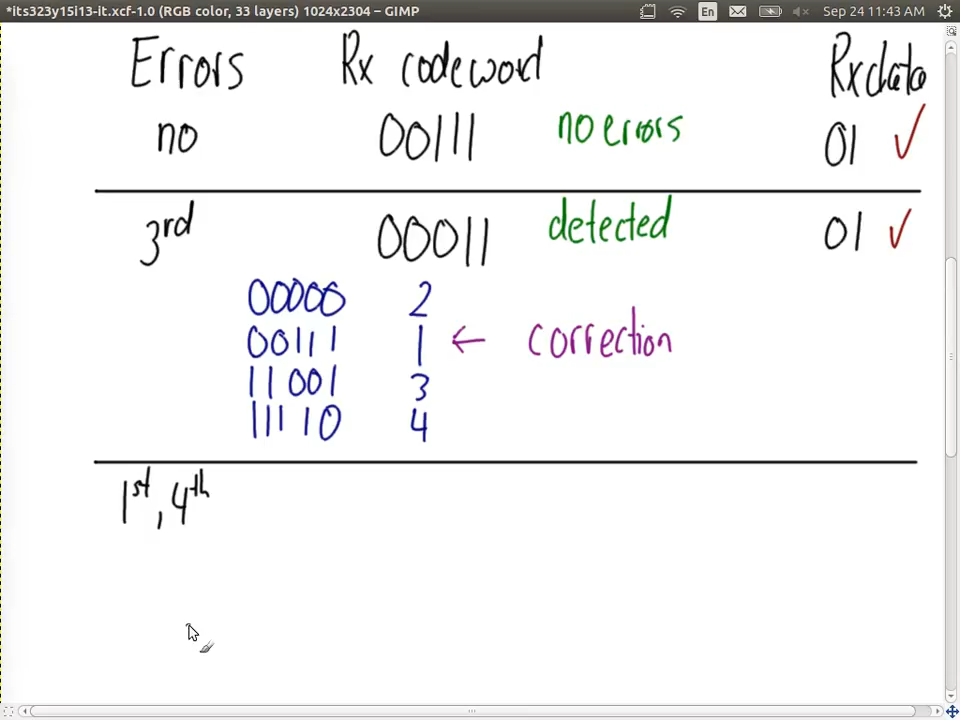 *its323y15i13-it.xcf-1.0 (RGB color, 33 layers) 1024x2304 – GIMP En Sep 24 11:43 AM
Errors Rx codeword Rx data
no 00111 no errors 01 ✓
3rd 00011 detected 01 ✓
00000 2
00111 1 ← correction
11001 3
11110 4
1st, 4th